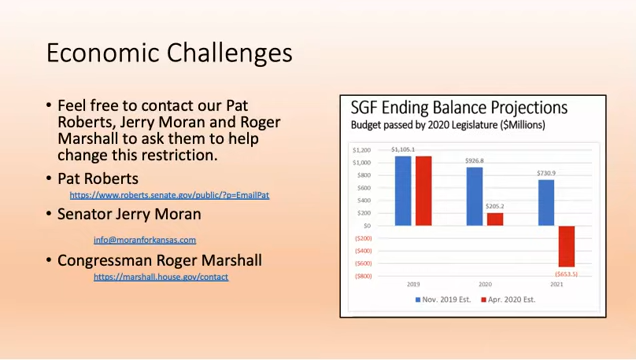 Economic Challenges
• Feel free to contact our Pat
Roberts, Jerry Moran and Roger
Marshall to ask them to help
change this restriction.
• Pat Roberts
https://www.roberts.senate.gov/public/?p=EmailPat
• Senator Jerry Moran
info@moranforkansas.com
• Congressman Roger Marshall
https://marshall.house.gov/contact
SGF Ending Balance Projections
Budget passed by 2020 Legislature ($Millions)
$1,200
$1,000
$800
$600
$400
$200
$0
($200)
($400)
($600)
($800)
$1,105.1
$926.8
$205.2
$730.9
($653.5)
2019
2020
2021
Nov. 2019 Est.
Apr. 2020 Est.